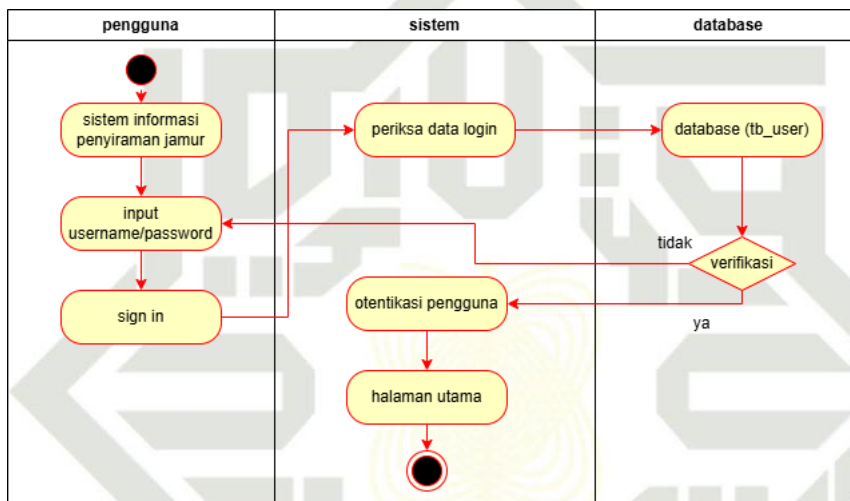 pengguna
sistem
database
sistem informasi
penyiraman jamur
periksa data login
database (tb_user)
input
username/password
tidak
verifikasi
sign in
otentikasi pengguna
ya
halaman utama